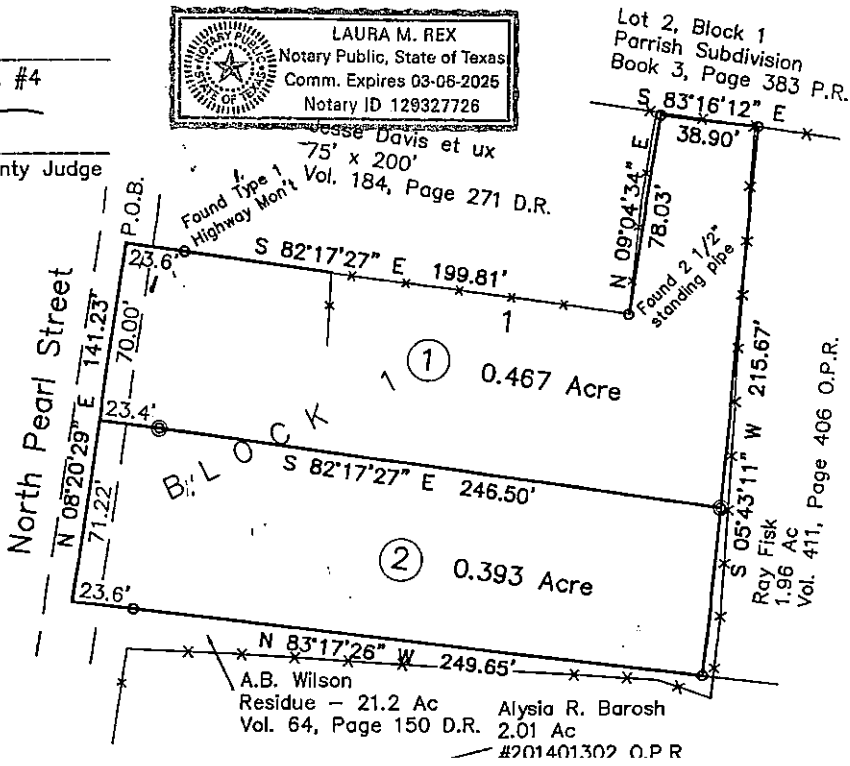 #4
nty Judge
NOTARY PUBLIC
STATE OF TEXAS
LAURA M. REX
Notary Public, State of Texas
Comm. Expires 03-06-2025
Notary ID 129327726
Jesse Davis et ux
75' x 200'
Vol. 184, Page 271 D.R.
Lot 2, Block 1
Parrish Subdivision
Book 3, Page 383 P.R.
S 83°16'12" E
38.90'
N 09°04'34" E
78.03'
Found 2 1/2"
standing pipe
P.O.B.
Found Type 1
Highway Mon't
23.6'
S 82°17'27" E 199.81'
1
North Pearl Street
N 08°20'29" E 141.23'
70.00'
1 0.467 Acre
BLOCK 1
23.4'
S 82°17'27" E 246.50'
71.22'
2 0.393 Acre
S 05°43'11" W 215.67'
Ray Fisk
1.96 Ac
Vol. 411, Page 406 O.P.R.
23.6'
N 83°17'26" W 249.65'
A.B. Wilson
Residue - 21.2 Ac
Vol. 64, Page 150 D.R.
Alysia R. Barosh
2.01 Ac
#201401302 O.P.R